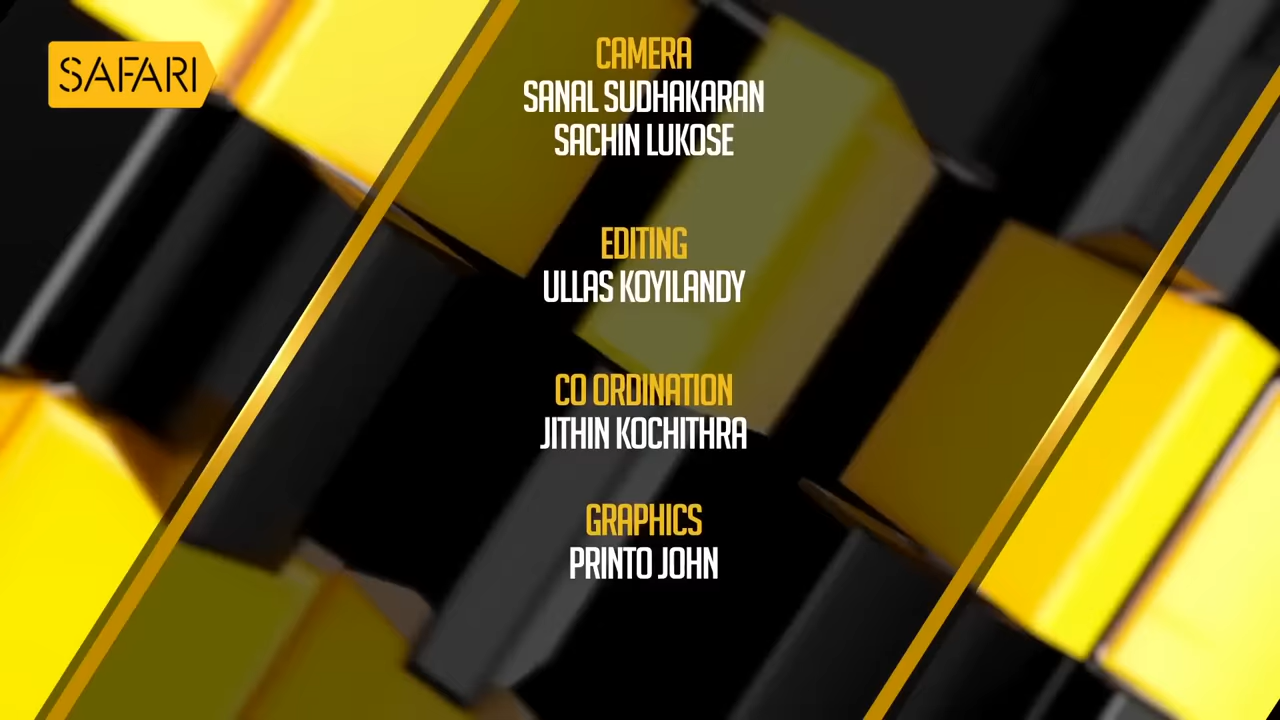 SAFARI
CAMERA
SANAL SUDHAKARAN
SACHIN LUKOSE
EDITING
ULLAS KOYILANDY
CO ORDINATION
JITHIN KOCHITHRA
GRAPHICS
PRINTO JOHN